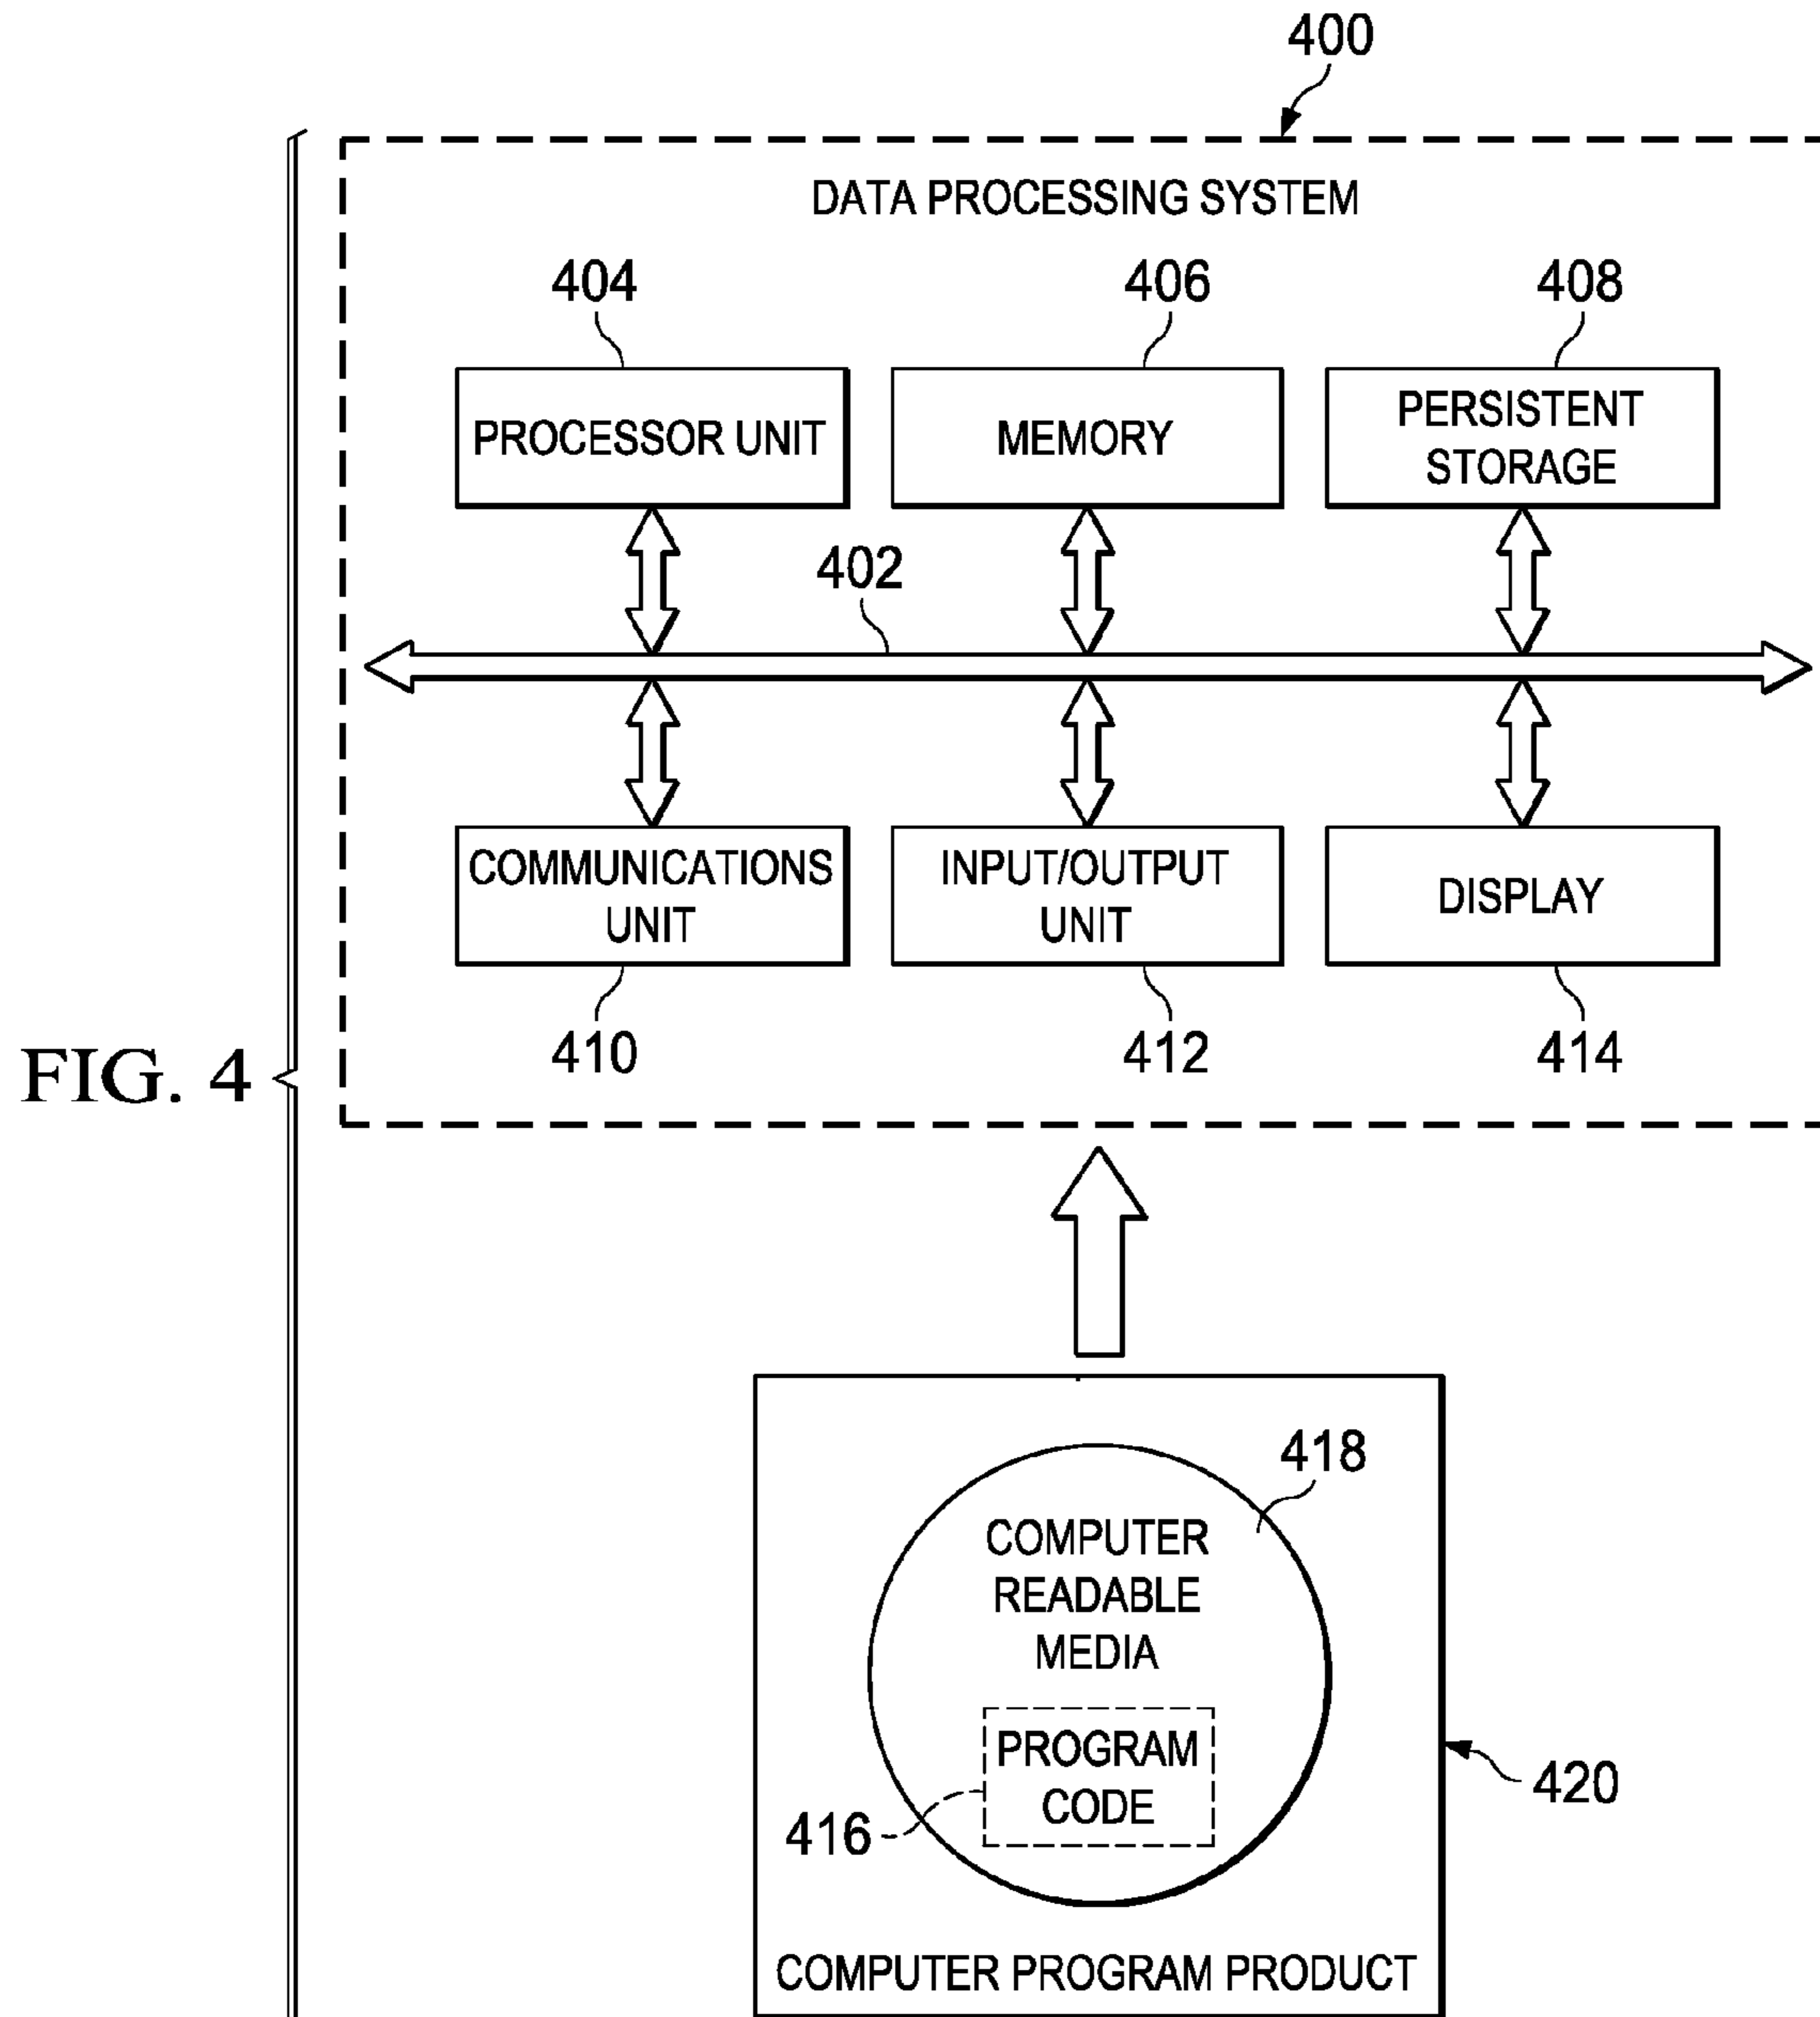 400
DATA PROCESSING SYSTEM
404
406
408
PROCESSOR UNIT
MEMORY
PERSISTENT
STORAGE
402
COMMUNICATIONS
UNIT
INPUT/OUTPUT
UNIT
DISPLAY
410
412
414
FIG. 4
418
COMPUTER
READABLE
MEDIA
PROGRAM
CODE
416
420
COMPUTER PROGRAM PRODUCT